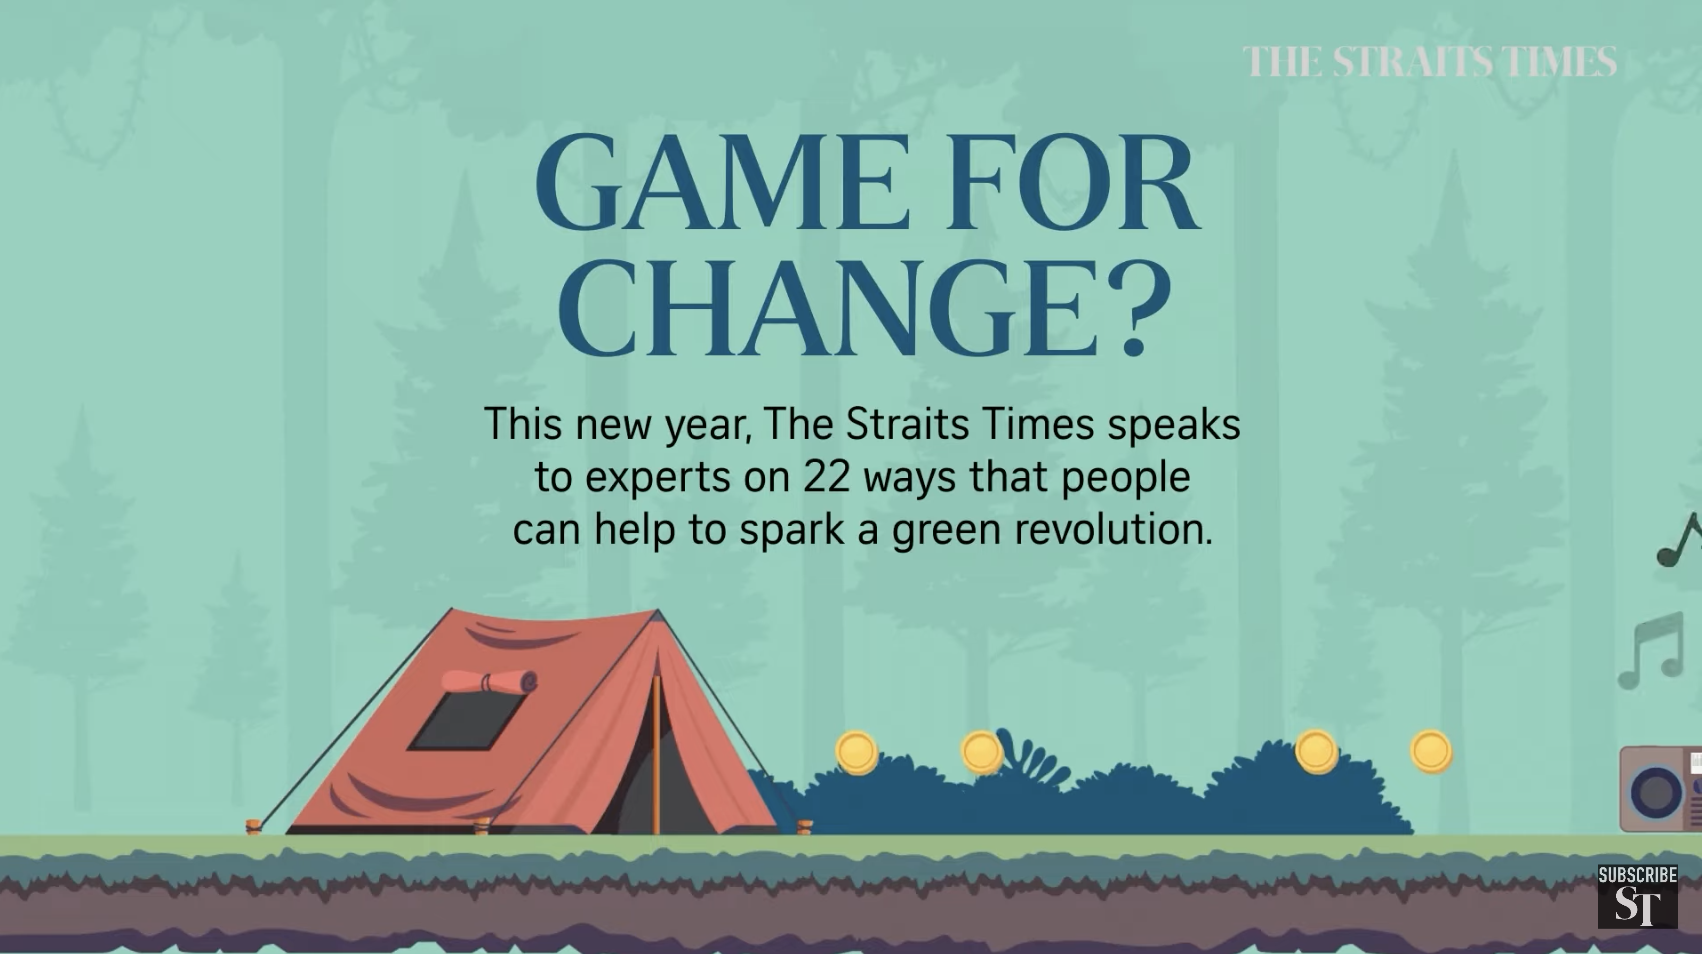 THE STRAITS TIMES
GAME FOR
CHANGE?
This new year, The Straits Times speaks
to experts on 22 ways that people
can help to spark a green revolution.
SUBSCRIBE
ST